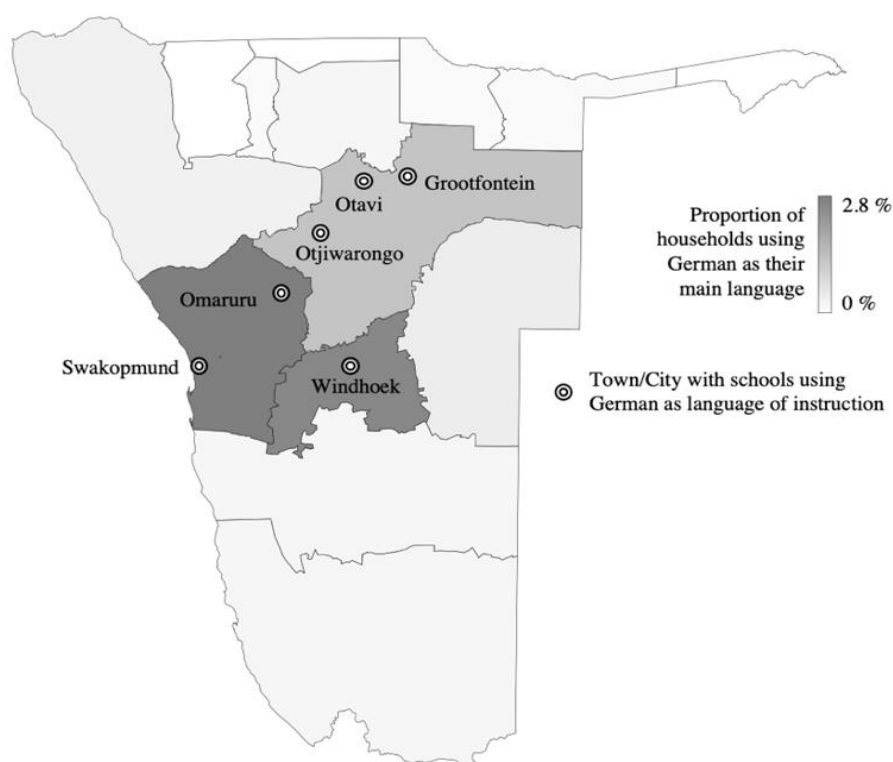 Grootfontein
Otavi
Otjiwarongo
Omaruru
Swakopmund
Windhoek
Proportion of
households using
German as their
main language
2.8 %
0 %
Town/City with schools using
German as language of instruction